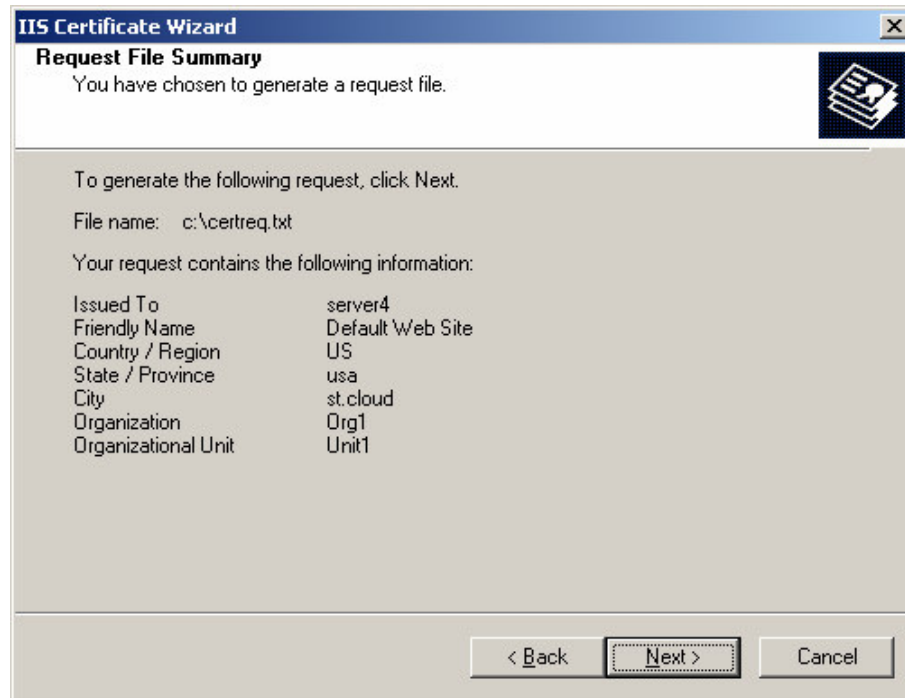 IIS Certificate Wizard
Request File Summary
You have chosen to generate a request file.
To generate the following request, click Next.
File name: c:\certreq.txt
Your request contains the following information:
Issued To server4
Friendly Name Default Web Site
Country / Region US
State / Province usa
City st.cloud
Organization Org1
Organizational Unit Unit1
< Back Next > Cancel